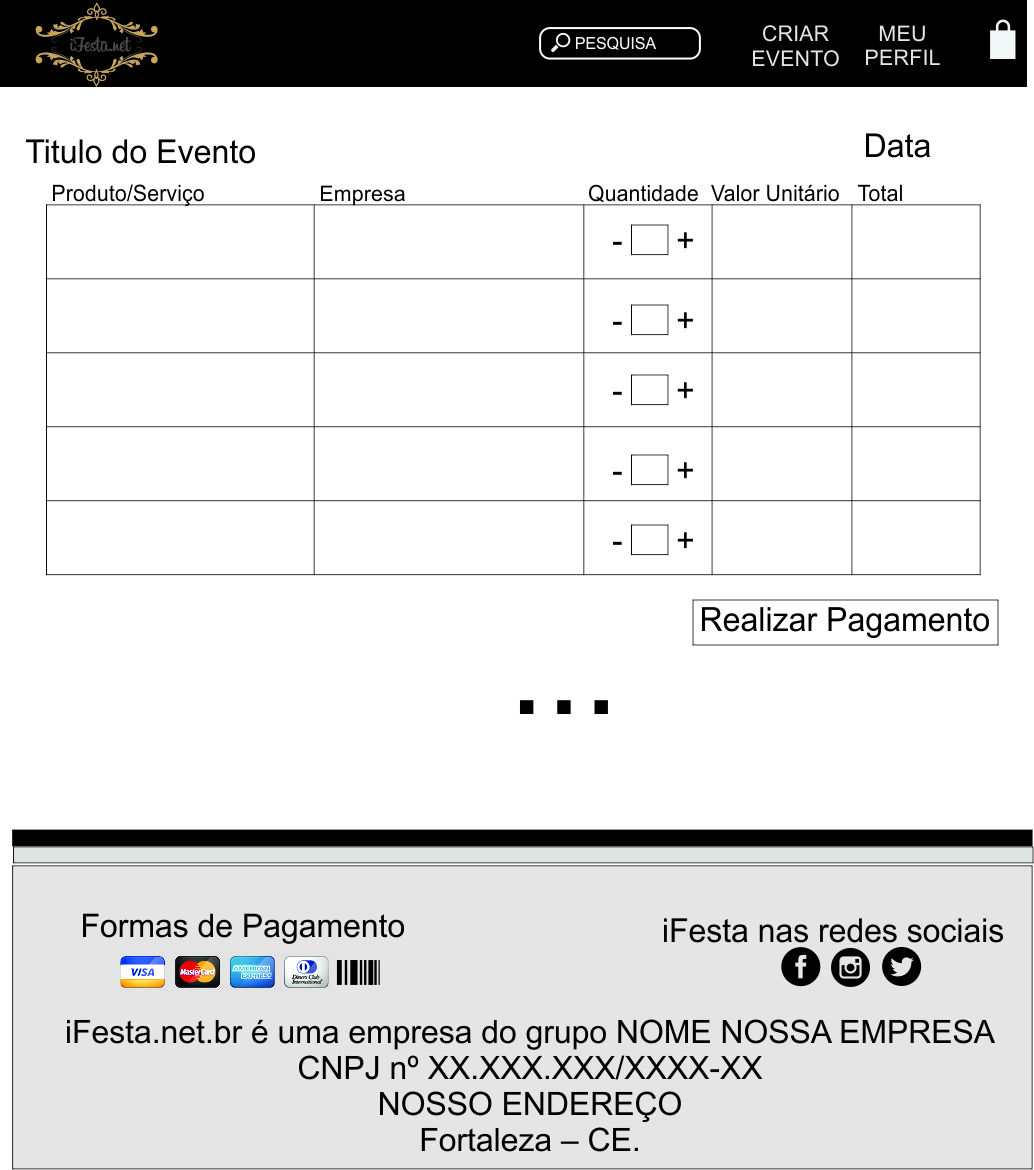 iFesta.net
PESQUISA
CRIAR EVENTO
MEU PERFIL
Titulo do Evento
Data
Produto/Serviço Empresa Quantidade Valor Unitário Total
- +
- +
- +
- +
- +
Realizar Pagamento
...
Formas de Pagamento
iFesta nas redes sociais
VISA MasterCard AMERICAN EXPRESS Diners Club International
iFesta.net.br é uma empresa do grupo NOME NOSSA EMPRESA
CNPJ nº XX.XXX.XXX/XXXX-XX
NOSSO ENDEREÇO
Fortaleza – CE.